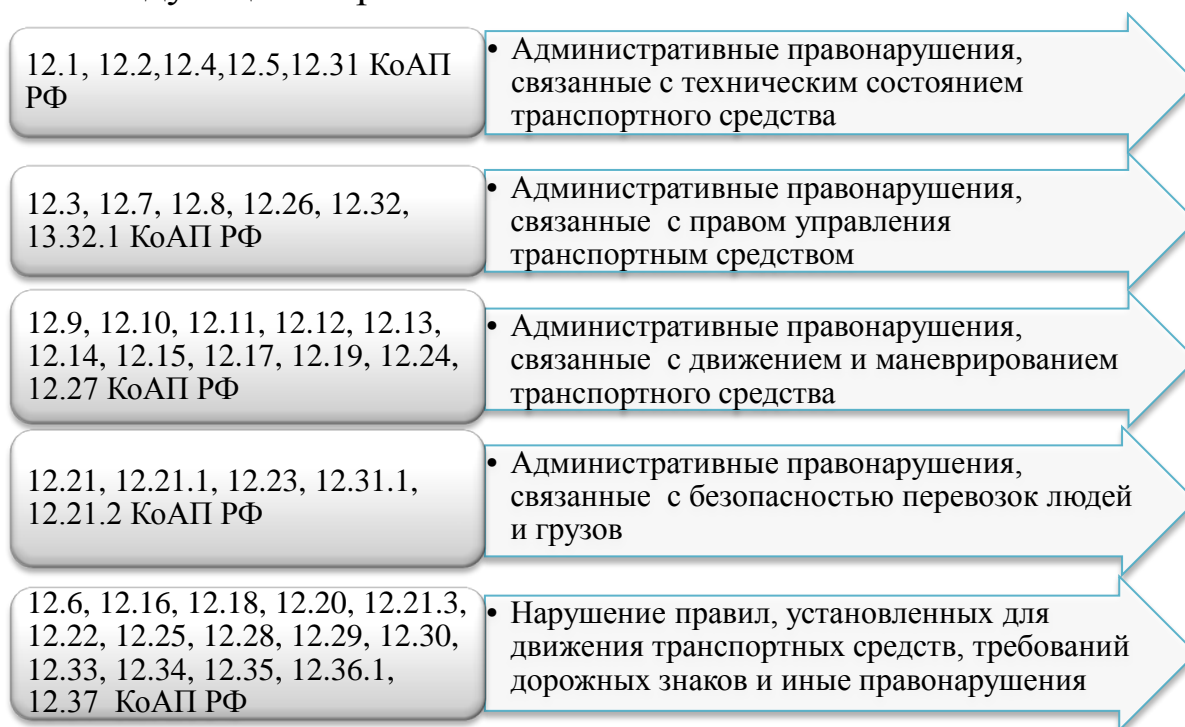 12.1, 12.2,12.4,12.5,12.31 КоАП
РФ
• Административные правонарушения,
связанные с техническим состоянием
транспортного средства
12.3, 12.7, 12.8, 12.26, 12.32,
13.32.1 КоАП РФ
• Административные правонарушения,
связанные с правом управления
транспортным средством
12.9, 12.10, 12.11, 12.12, 12.13,
12.14, 12.15, 12.17, 12.19, 12.24,
12.27 КоАП РФ
• Административные правонарушения,
связанные с движением и маневрированием
транспортного средства
12.21, 12.21.1, 12.23, 12.31.1,
12.21.2 КоАП РФ
• Административные правонарушения,
связанные с безопасностью перевозок людей
и грузов
12.6, 12.16, 12.18, 12.20, 12.21.3,
12.22, 12.25, 12.28, 12.29, 12.30,
12.33, 12.34, 12.35, 12.36.1,
12.37 КоАП РФ
• Нарушение правил, установленных для
движения транспортных средств, требований
дорожных знаков и иные правонарушения